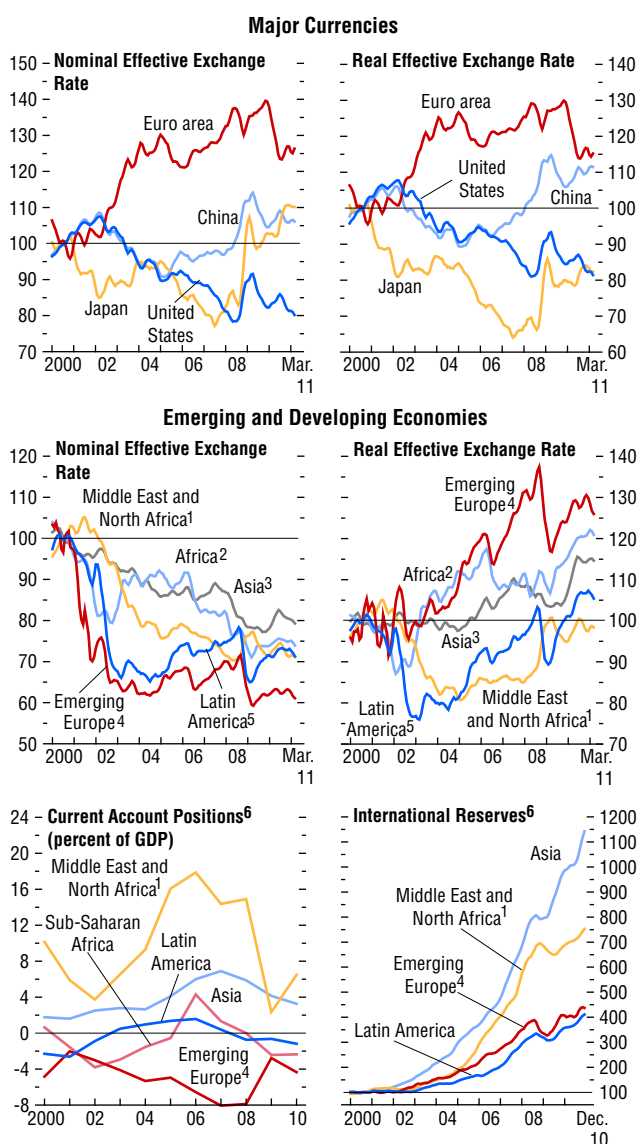 Major Currencies
Nominal Effective Exchange
Rate
150
140
130
120
110
100
90
80
70
Euro area
China
Japan
United
States
2000 02 04 06 08 Mar.
11
Real Effective Exchange Rate
140
130
120
110
100
90
80
70
60
Euro area
United
States
China
Japan
2000 02 04 06 08 Mar.
11
Emerging and Developing Economies
Nominal Effective Exchange
Rate
120
110
100
90
80
70
60
50
Middle East and
North Africa1
Africa2
Asia3
Emerging
Europe4
Latin
America5
2000 02 04 06 08 Mar.
11
Real Effective Exchange Rate
140
130
120
110
100
90
80
70
Emerging
Europe4
Africa2
Asia3
Latin
America5
Middle East
and North Africa1
2000 02 04 06 08 Mar.
11
Current Account Positions6
(percent of GDP)
24
20
16
12
8
4
0
-4
-8
Middle East and
North Africa1
Sub-Saharan
Africa
Latin
America
Asia
Emerging
Europe4
2000 02 04 06 08 10
International Reserves6
1200
1100
1000
900
800
700
600
500
400
300
200
100
Asia
Middle East and
North Africa1
Emerging
Europe4
Latin America
2000 02 04 06 08 Dec.
10